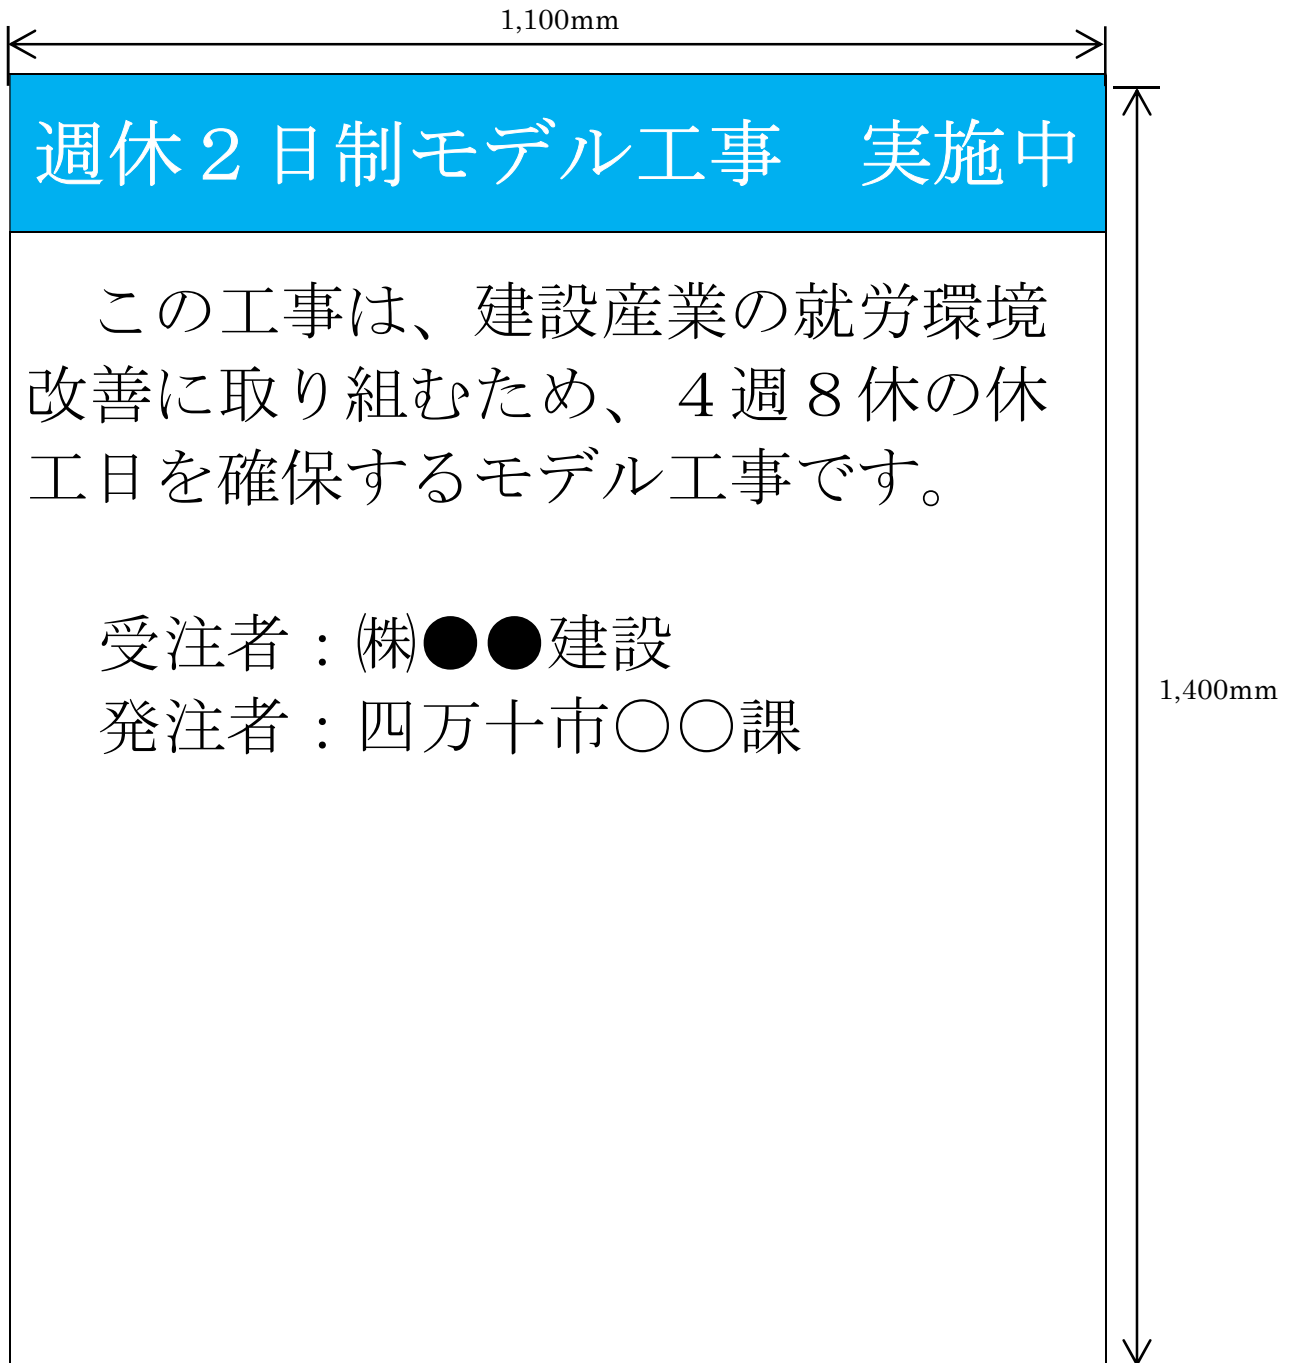 1,100mm
週休２日制モデル工事　実施中
　この工事は、建設産業の就労環境
改善に取り組むため、４週８休の休
工日を確保するモデル工事です。
　受注者：㈱●●建設
　発注者：四万十市○○課
1,400mm